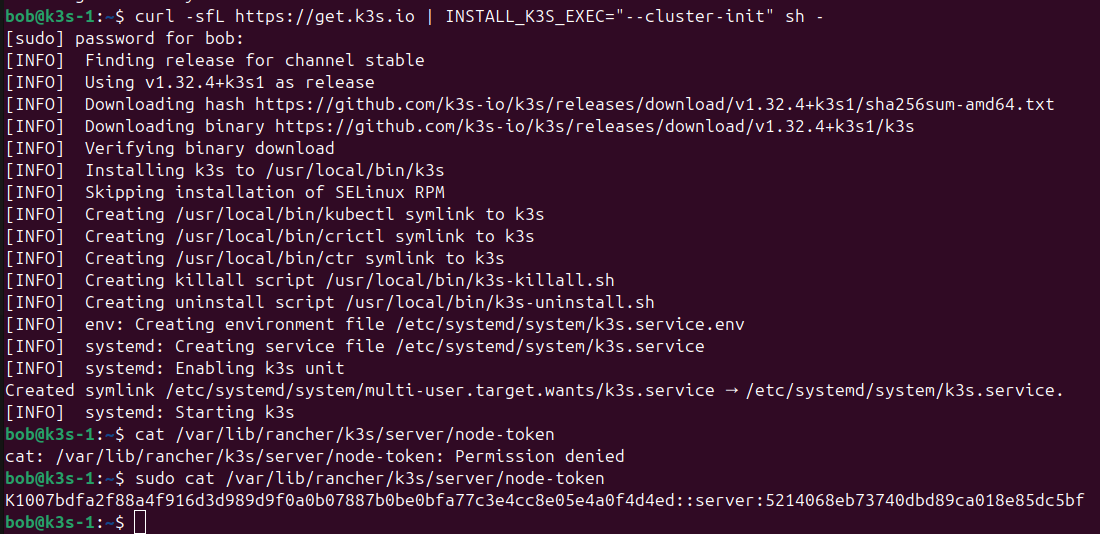 bob@k3s-1:~$ curl -sfL https://get.k3s.io | INSTALL_K3S_EXEC="--cluster-init" sh -
[sudo] password for bob:
[INFO]  Finding release for channel stable
[INFO]  Using v1.32.4+k3s1 as release
[INFO]  Downloading hash https://github.com/k3s-io/k3s/releases/download/v1.32.4+k3s1/sha256sum-amd64.txt
[INFO]  Downloading binary https://github.com/k3s-io/k3s/releases/download/v1.32.4+k3s1/k3s
[INFO]  Verifying binary download
[INFO]  Installing k3s to /usr/local/bin/k3s
[INFO]  Skipping installation of SELinux RPM
[INFO]  Creating /usr/local/bin/kubectl symlink to k3s
[INFO]  Creating /usr/local/bin/crictl symlink to k3s
[INFO]  Creating /usr/local/bin/ctr symlink to k3s
[INFO]  Creating killall script /usr/local/bin/k3s-killall.sh
[INFO]  Creating uninstall script /usr/local/bin/k3s-uninstall.sh
[INFO]  env: Creating environment file /etc/systemd/system/k3s.service.env
[INFO]  systemd: Creating service file /etc/systemd/system/k3s.service
[INFO]  systemd: Enabling k3s unit
Created symlink /etc/systemd/system/multi-user.target.wants/k3s.service → /etc/systemd/system/k3s.service.
[INFO]  systemd: Starting k3s
bob@k3s-1:~$ cat /var/lib/rancher/k3s/server/node-token
cat: /var/lib/rancher/k3s/server/node-token: Permission denied
bob@k3s-1:~$ sudo cat /var/lib/rancher/k3s/server/node-token
K1007bdfa2f88a4f916d3d989d9f0a0b07887b0be0bfa77c3e4cc8e05e4a0f4d4ed::server:5214068eb73740dbd89ca018e85dc5bf
bob@k3s-1:~$